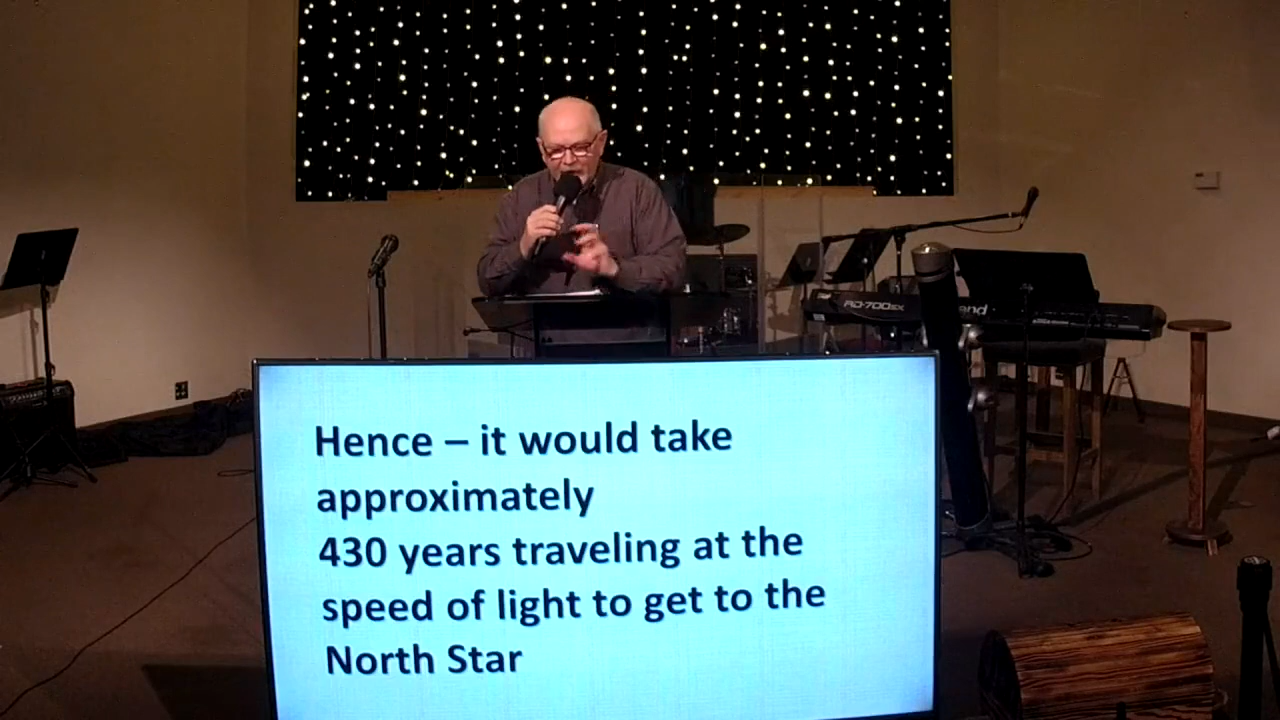 RD-700SX
Hence – it would take
approximately
430 years traveling at the
speed of light to get to the
North Star